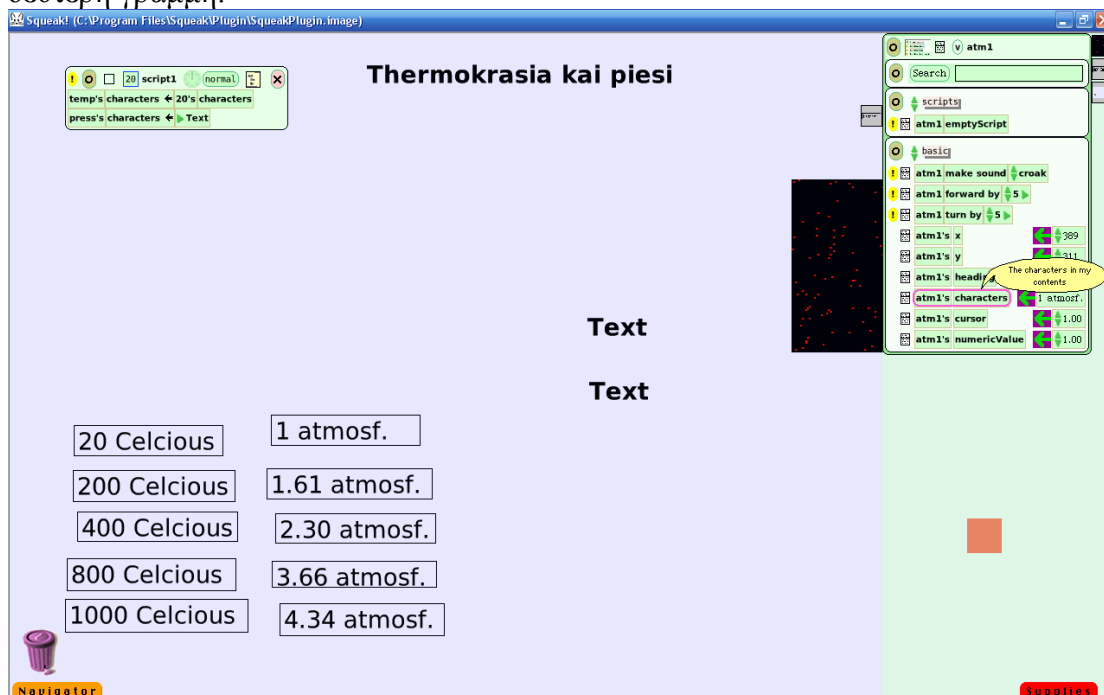 Squeak! (C:\Program Files\Squeak\Plugin\SqueakPlugin.image)
! 20 script1 normal
temp's characters ← 20's characters
press's characters ← Text
Thermokrasia kai piesi
v atm1
Search
scripts
! atm1 emptyScript
basic
! atm1 make sound croak
! atm1 forward by 5
! atm1 turn by 5
atm1's x 389
atm1's y 311
atm1's
The characters in my
contents
atm1's characters 1 atmosf.
atm1's cursor 1.00
atm1's numericValue 1.00
Text
Text
20 Celcious 1 atmosf.
200 Celcious 1.61 atmosf.
400 Celcious 2.30 atmosf.
800 Celcious 3.66 atmosf.
1000 Celcious 4.34 atmosf.
Navigator
Supplies